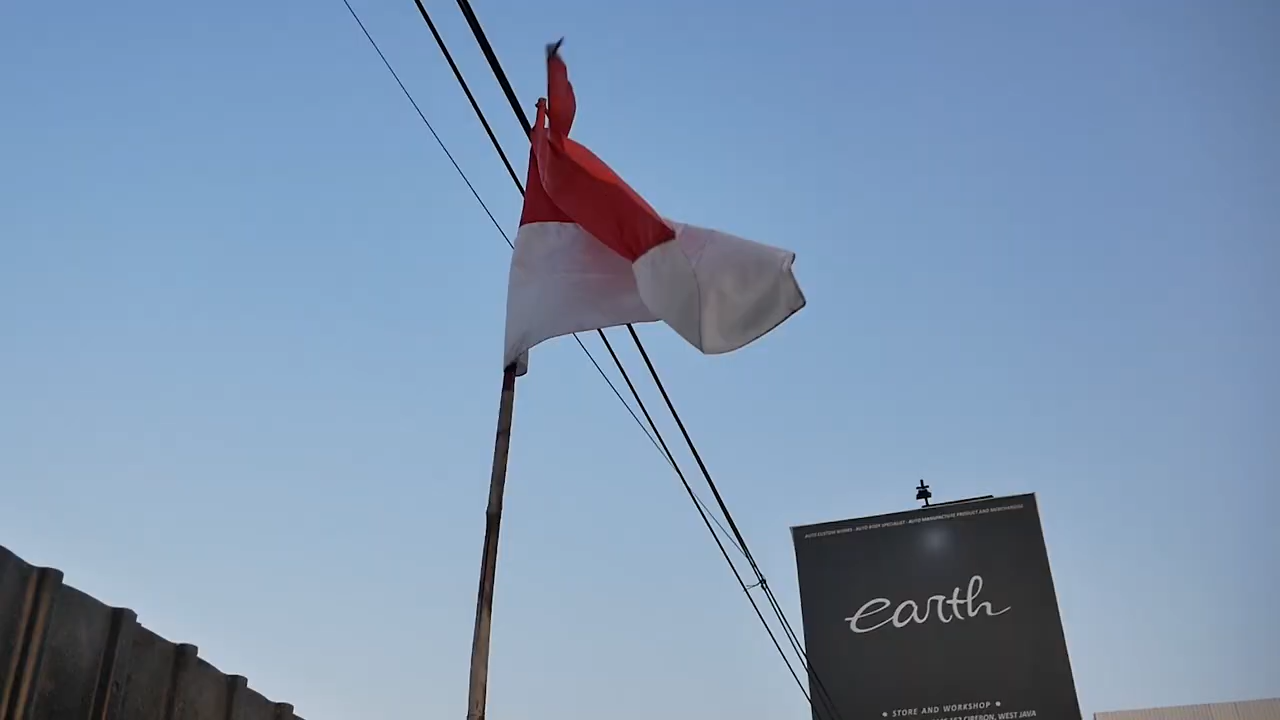 AUTO CUSTOM WORKS - AUTO BODY SPECIALIST - AUTO MANUFACTURE PRODUCT AND MERCHANDISE
earth
• STORE AND WORKSHOP •
CIREBON, WEST JAVA